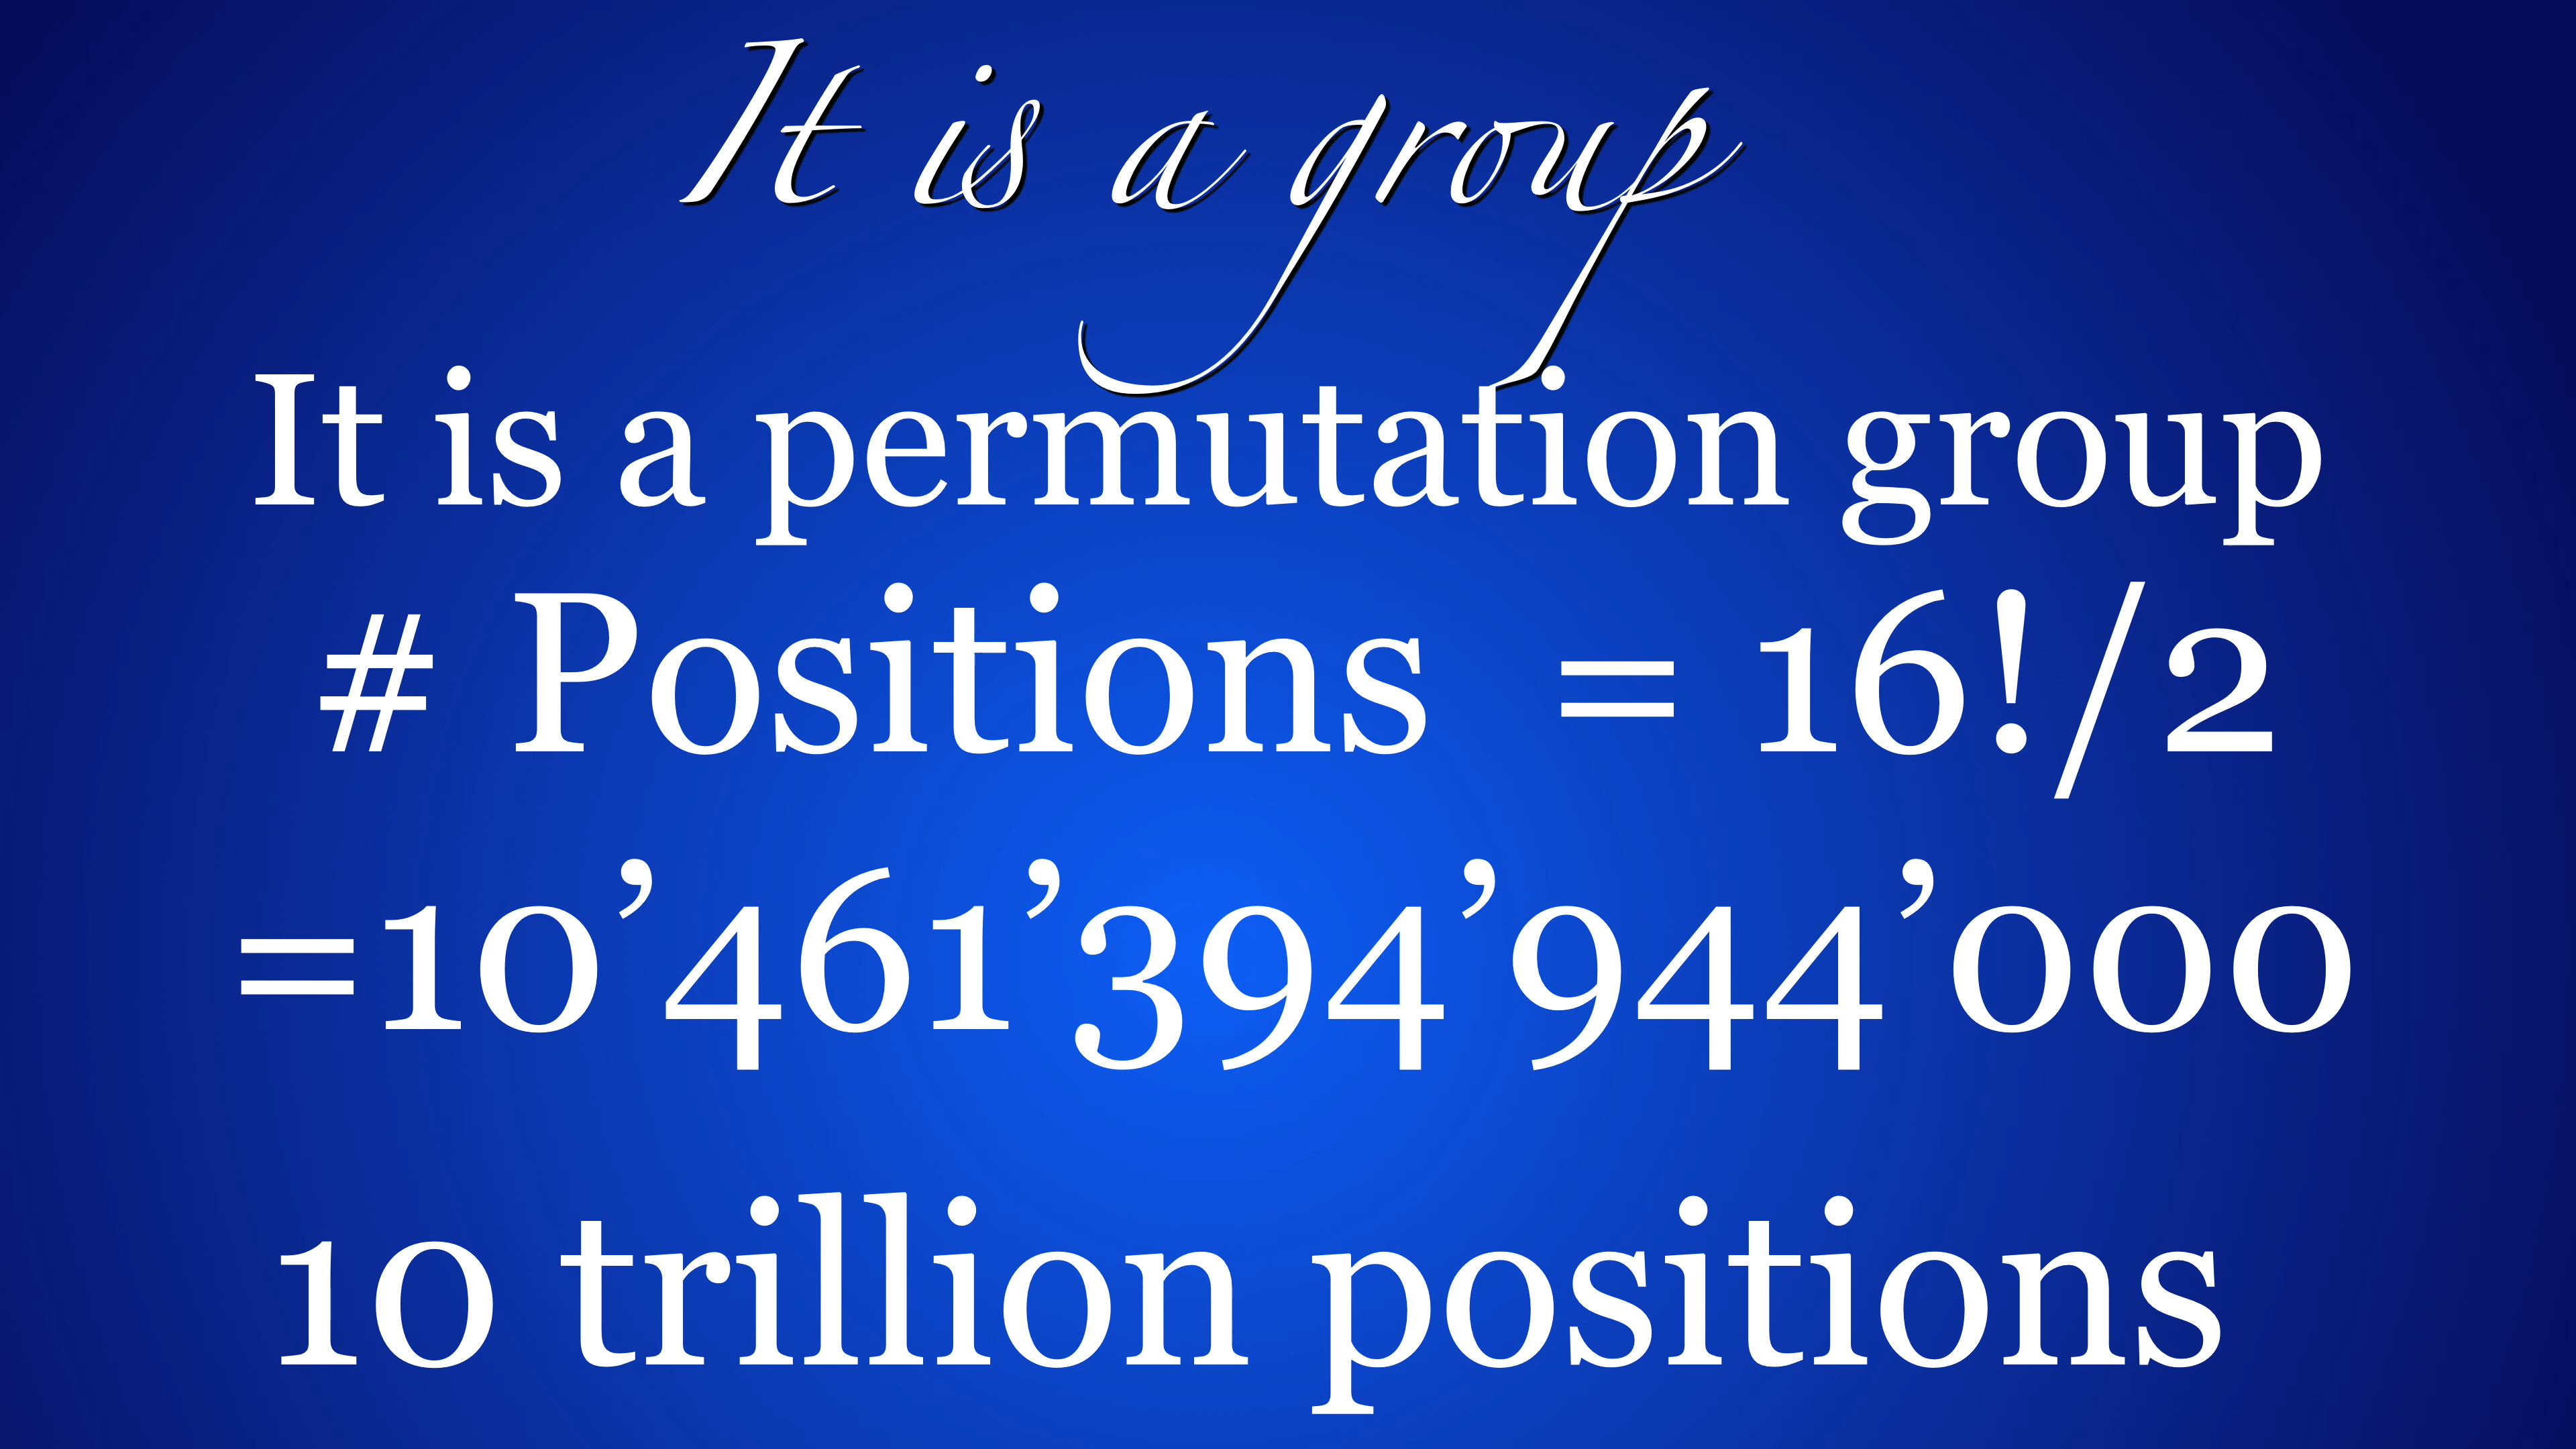 It is a group
It is a permutation group
# Positions = 16!/2
=10’461’394’944’000
10 trillion positions